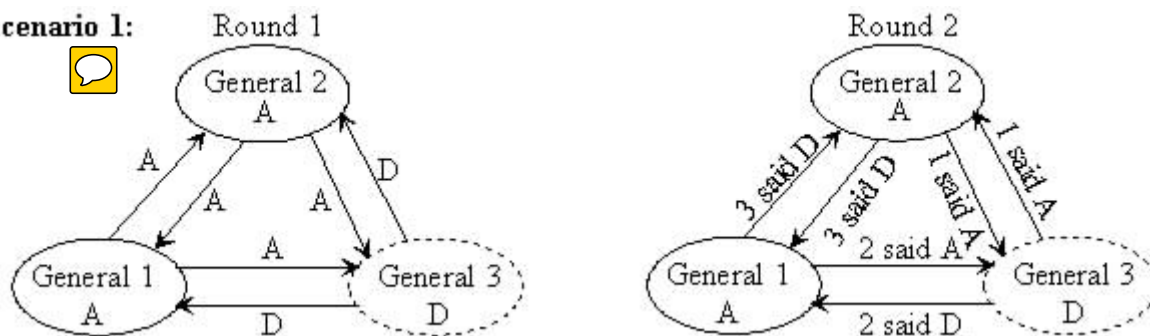 cenario 1:
Round 1
General 2
A
A
A
A
D
A
General 1
A
D
General 3
D
Round 2
General 2
A
3 said D
3 said D
1 said A
1 said A
2 said A
General 1
A
2 said D
General 3
D